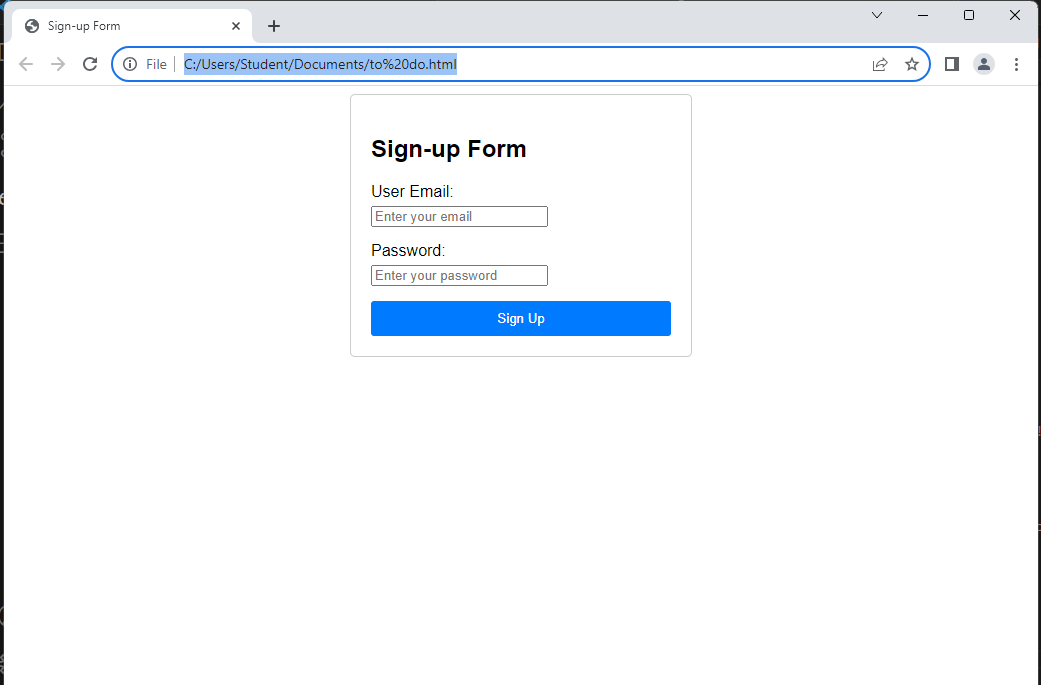 Sign-up Form
File C:/Users/Student/Documents/to%20do.html
Sign-up Form
User Email:
Enter your email
Password:
Enter your password
Sign Up